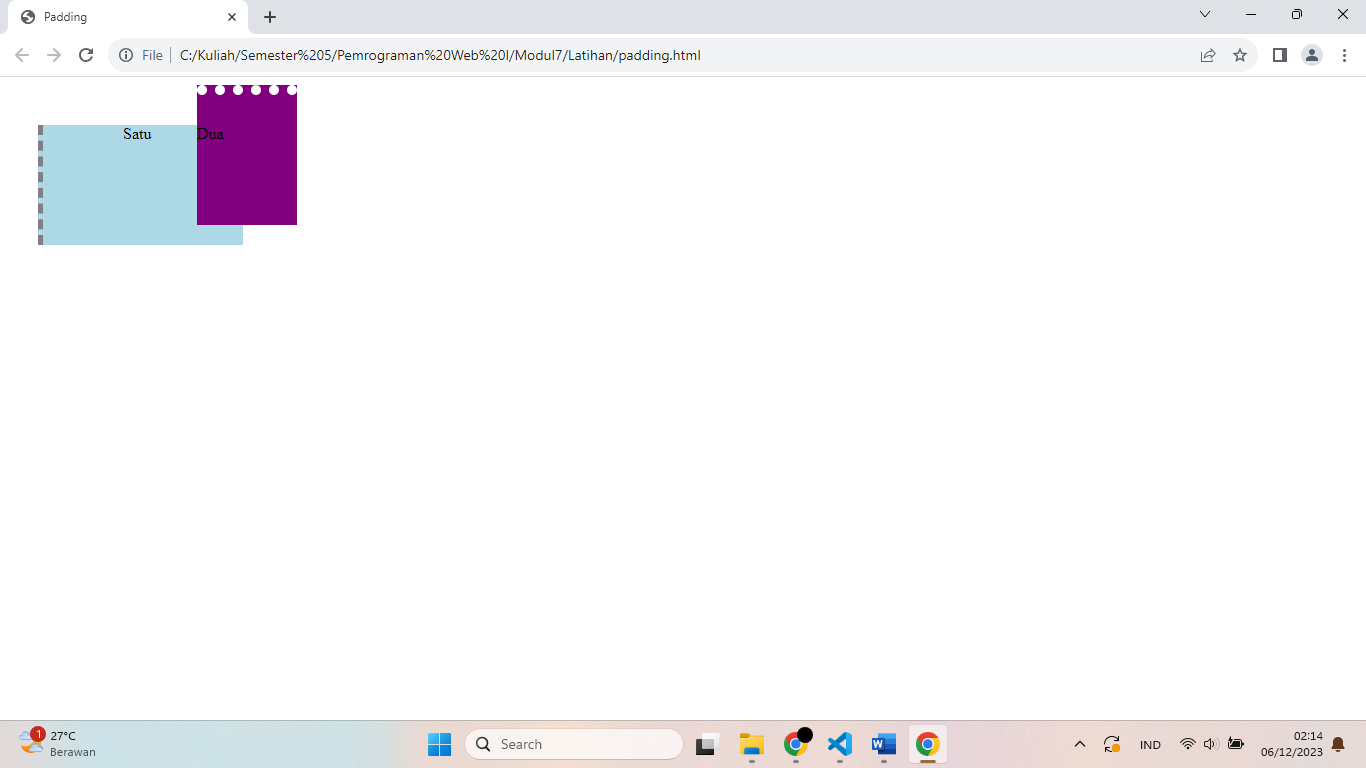 Padding
File
C:/Kuliah/Semester%205/Pemrograman%20Web%20I/Modul7/Latihan/padding.html
Satu
Dua
1
27°C
Berawan
Search
W
IND
02:14
06/12/2023